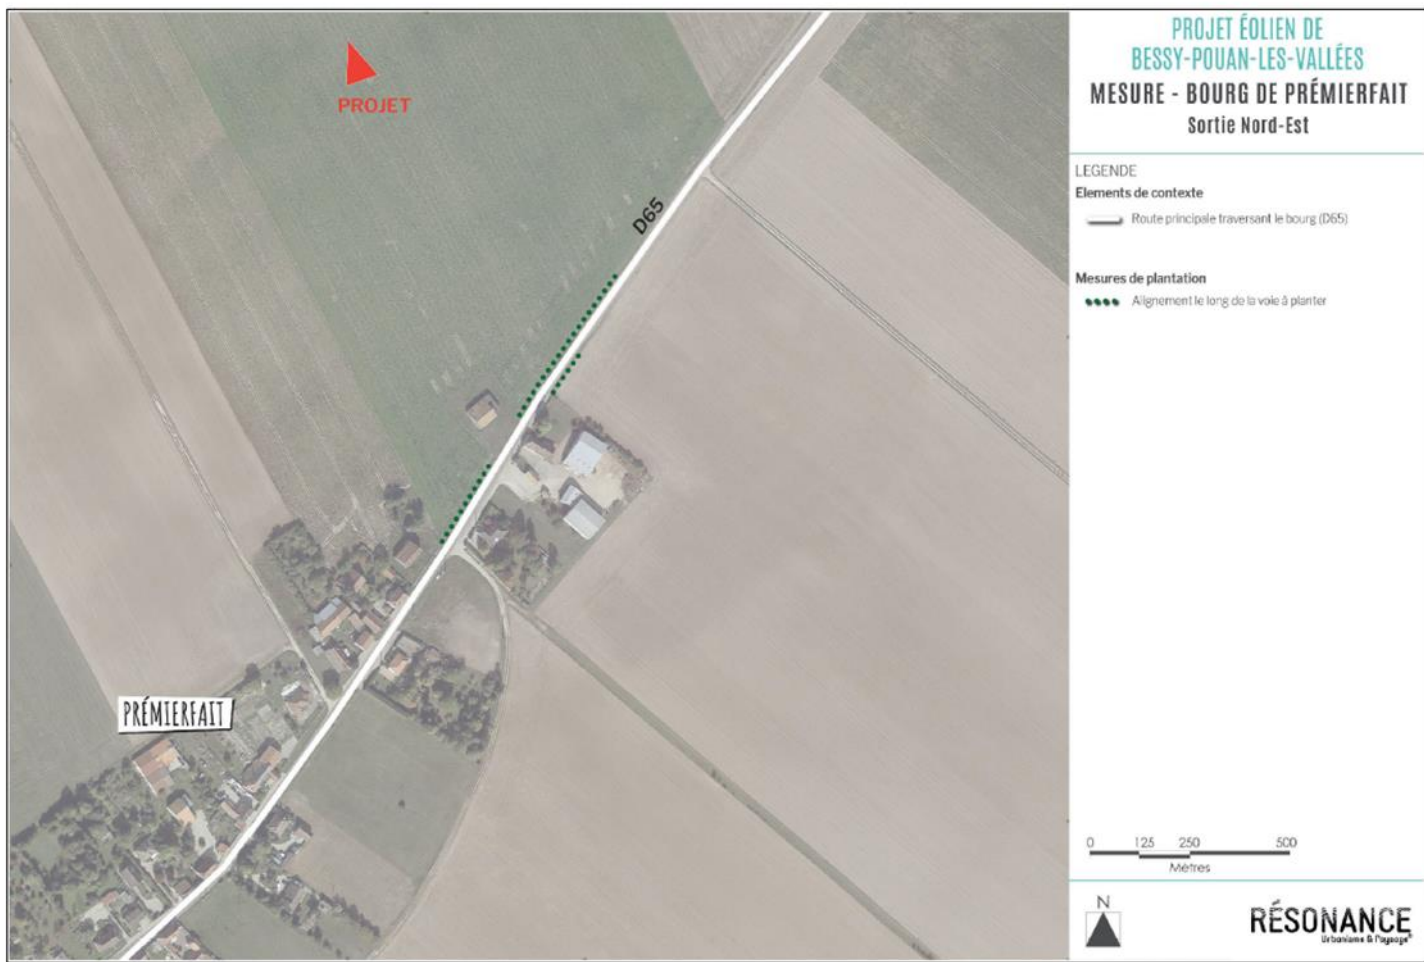 PROJET ÉOLIEN DE
BESSY-POUAN-LES-VALLÉES
MESURE - BOURG DE PRÉMIERFAIT
Sortie Nord-Est
LEGENDE
Elements de contexte
Route principale traversant le bourg (D65)
Mesures de plantation
Alignement le long de la voie à planter
PROJET
D65
PRÉMIERFAIT
0 125 250 500
Mètres
N
RÉSONANCE
Urbanisme & Paysage